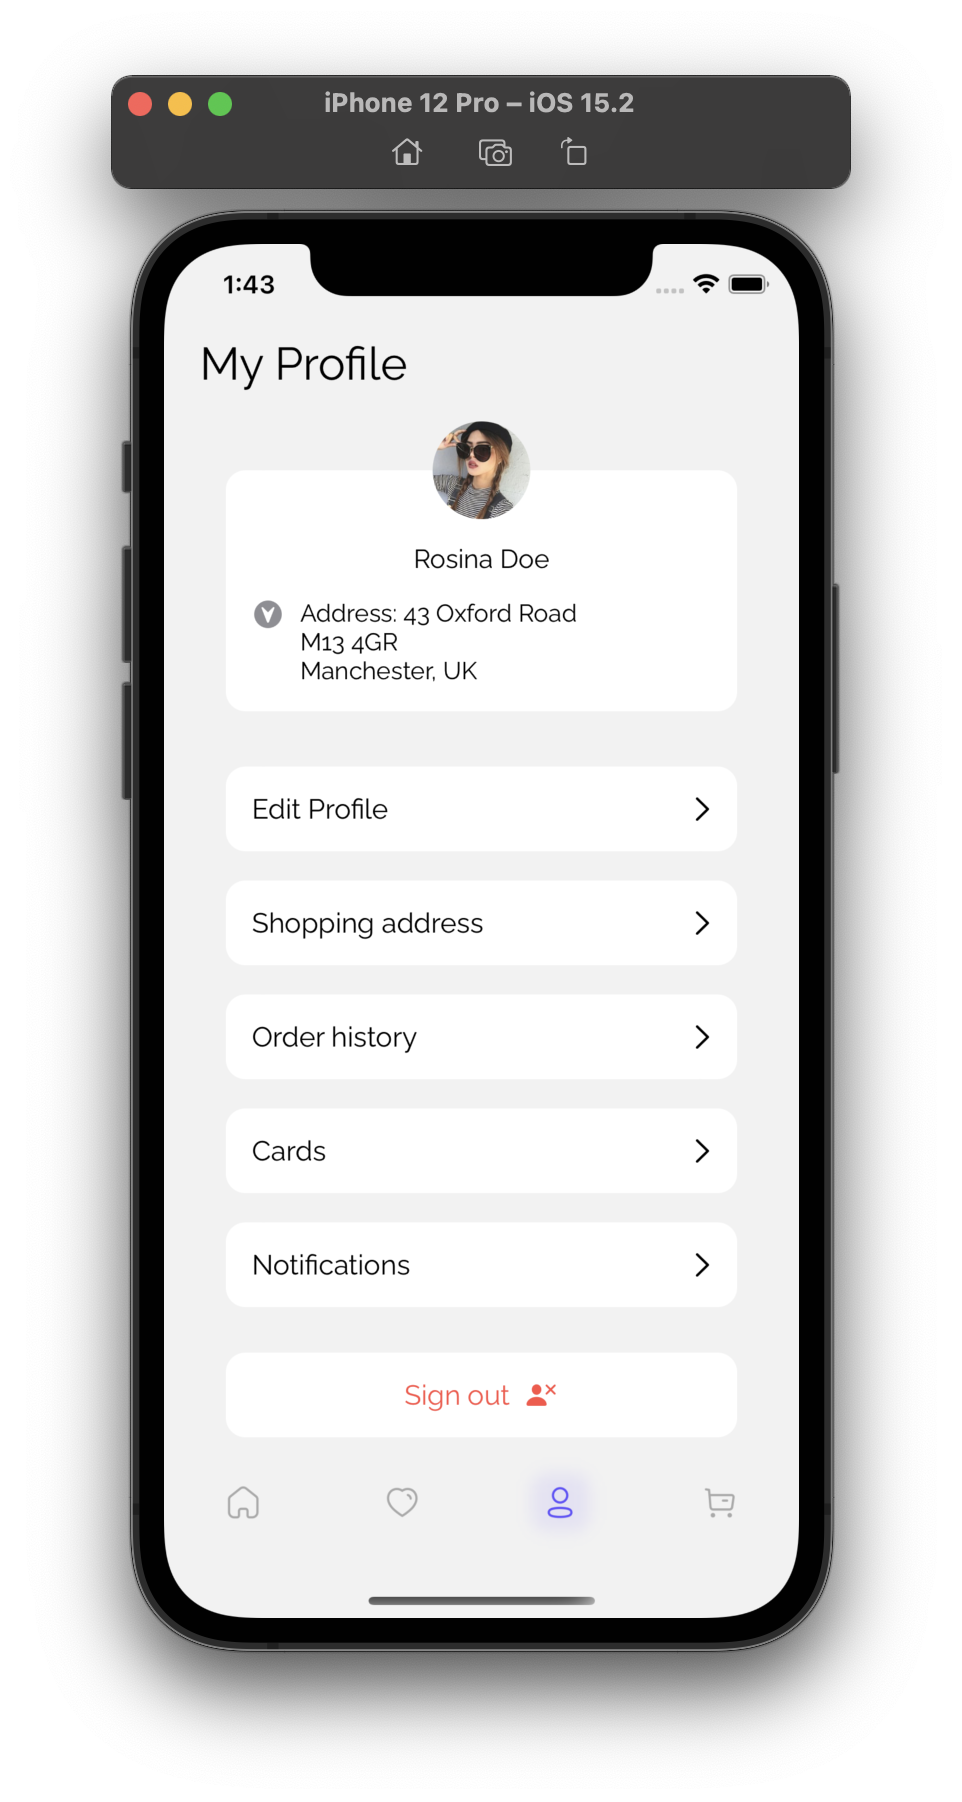 iPhone 12 Pro – iOS 15.2
1:43
My Profile
Rosina Doe
Address: 43 Oxford Road
M13 4GR
Manchester, UK
Edit Profile
Shopping address
Order history
Cards
Notifications
Sign out